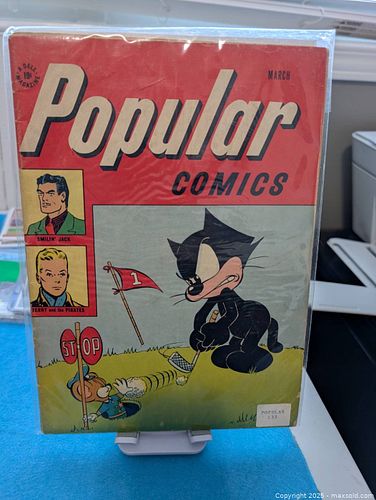 A DELL
10¢
MAGAZINE
MARCH
Popular
COMICS
SMILIN' JACK
TERRY and the PIRATES
1
STOP
POPULAR
133
Copyright 2025 - maxsold.com